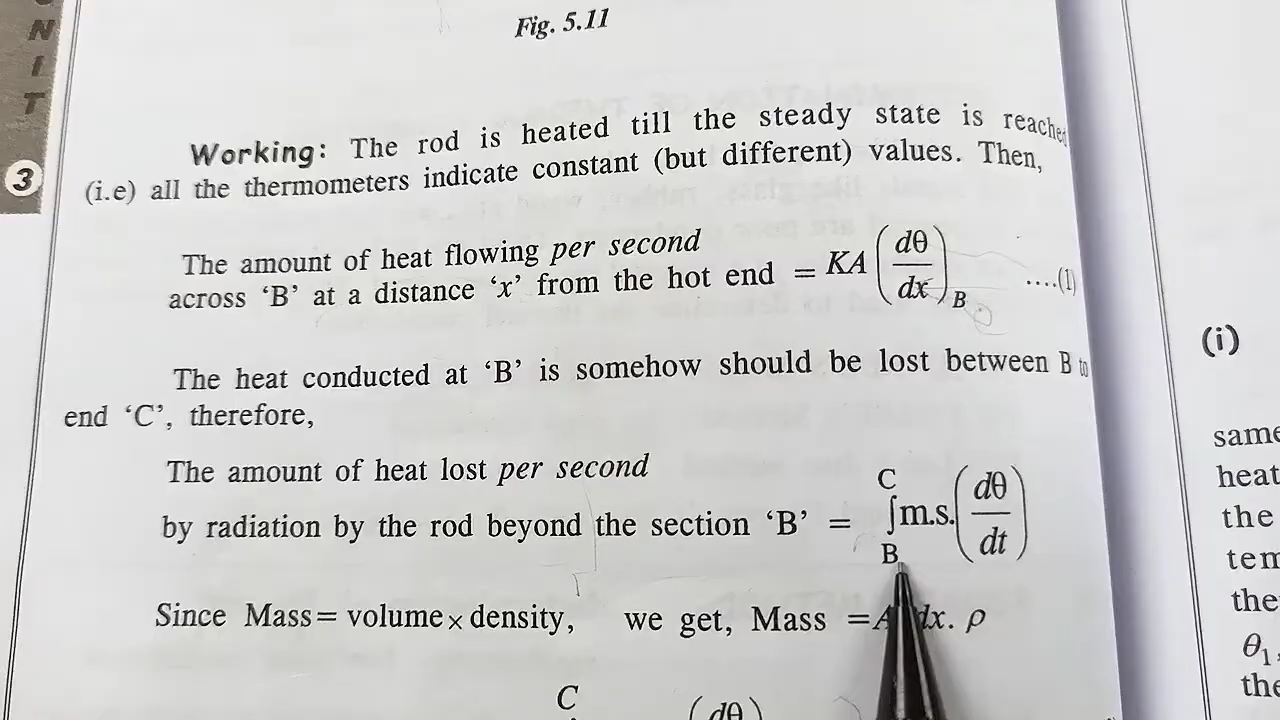 N
I
T
3
Fig. 5.11
Working: The rod is heated till the steady state is reached
(i.e) all the thermometers indicate constant (but different) values. Then,
The amount of heat flowing per second
across ‘B’ at a distance ‘x’ from the hot end = KA (dθ/dx)_B ....(1)
The heat conducted at ‘B’ is somehow should be lost between B to
end ‘C’, therefore,
The amount of heat lost per second
by radiation by the rod beyond the section ‘B’ = ∫_B^C m.s. (dθ/dt)
Since Mass = volume × density, we get, Mass = A dx. ρ
C
(dθ)
(i)
same
heat
the
tem
the
θ₁,
the